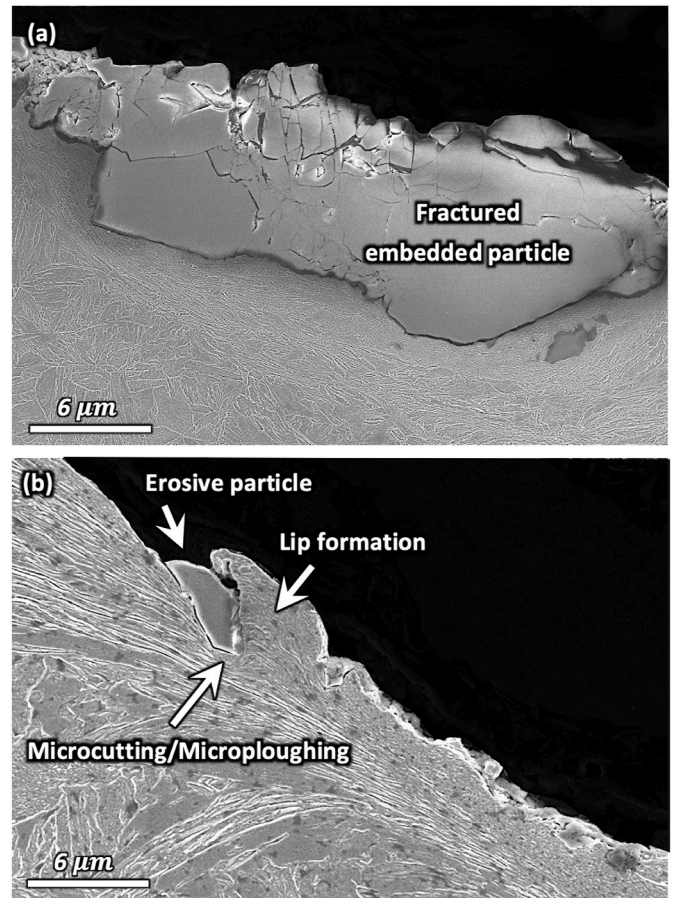 (a)
Fractured
embedded particle
6 μm
(b)
Erosive particle
Lip formation
Microcutting/Microploughing
6 μm